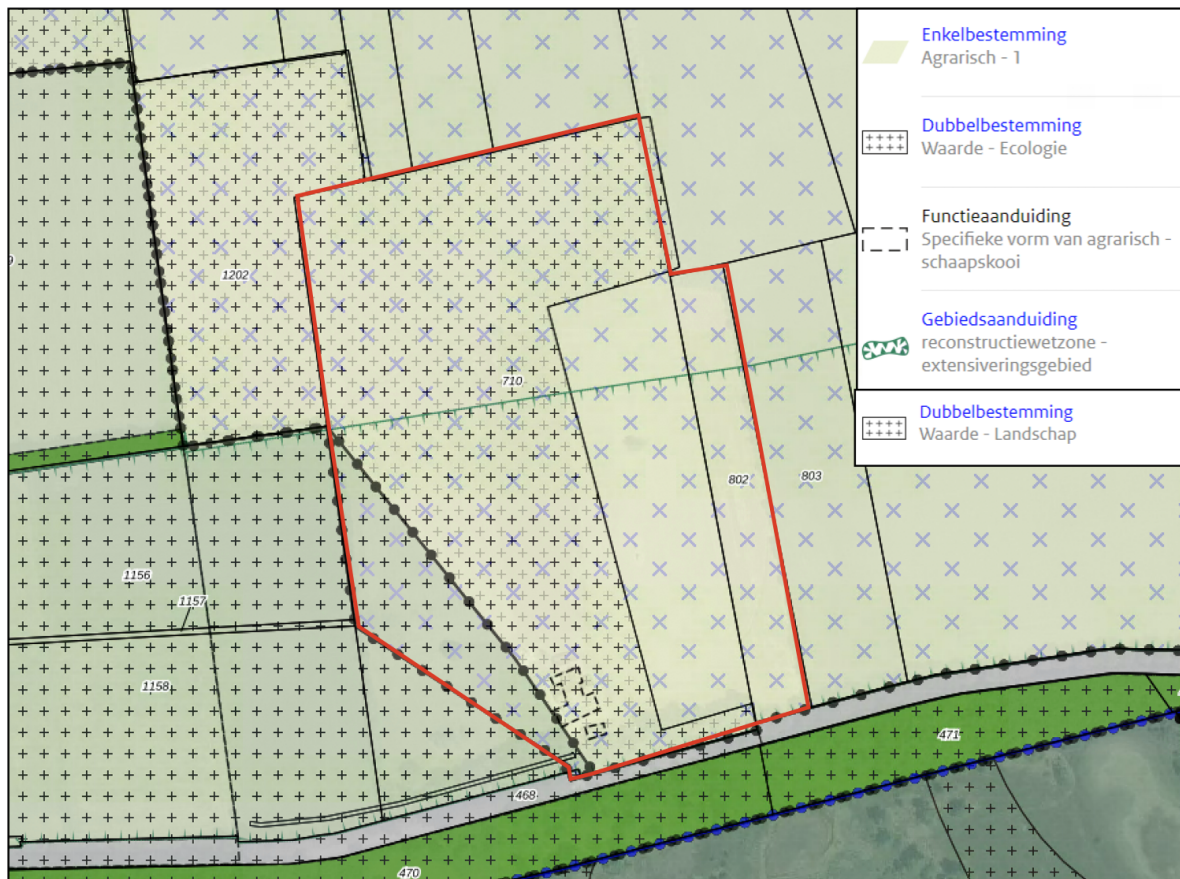 Enkelbestemming
Agrarisch - 1
Dubbelbestemming
Waarde - Ecologie
Functieaanduiding
Specifieke vorm van agrarisch -
schaapskooi
Gebiedsaanduiding
reconstructiewetzone -
extensiveringsgebied
Dubbelbestemming
Waarde - Landschap
1202
710
802
803
1156
1157
1158
471
468
470